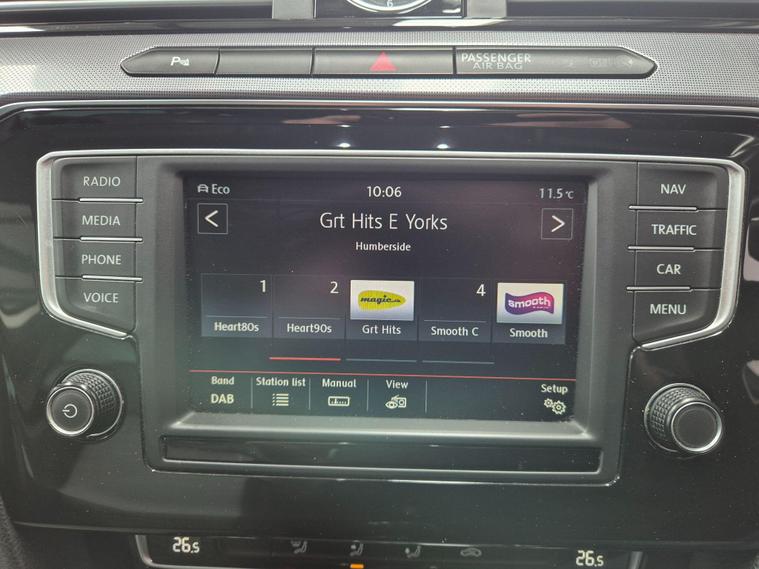 6
P
PASSENGER
AIR BAG
RADIO
MEDIA
PHONE
VOICE
NAV
TRAFFIC
CAR
MENU
Eco
10:06
11.5 °C
<
Grt Hits E Yorks
>
Humberside
1
2
4
magic
smooth
Heart80s
Heart90s
Grt Hits
Smooth C
Smooth
Band
DAB
Station list
Manual
View
Setup
26.5
26.5